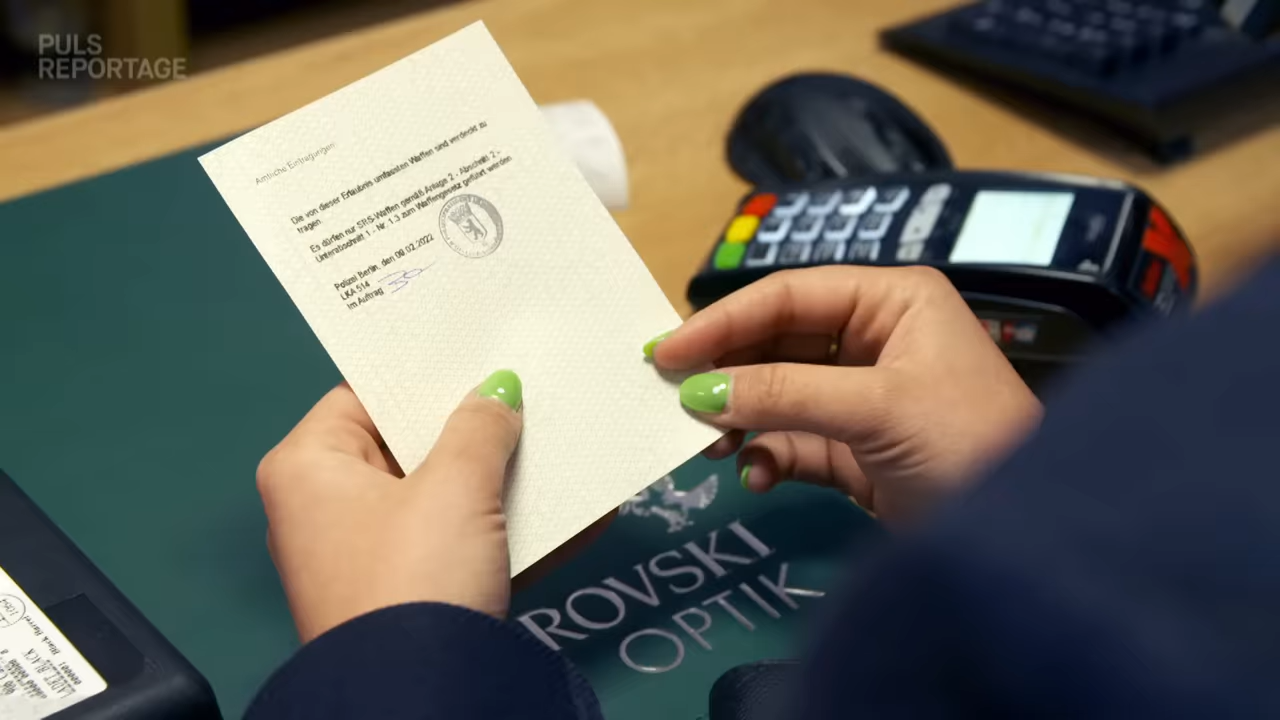 PULS
REPORTAGE
Amtliche Eintragungen
Die von dieser Erlaubnis umfassten Waffen sind verdeckt zu
tragen.
Es dürfen nur SRS-Waffen gemäß Anlage 2 - Abschnitt 2 -
Unterabschnitt 1 - Nr. 1.3 zum Waffengesetz geführt werden
Polizei Berlin, den 09.02.2022
LKA 514
Im Auftrag
ROVSKI
OPTIK